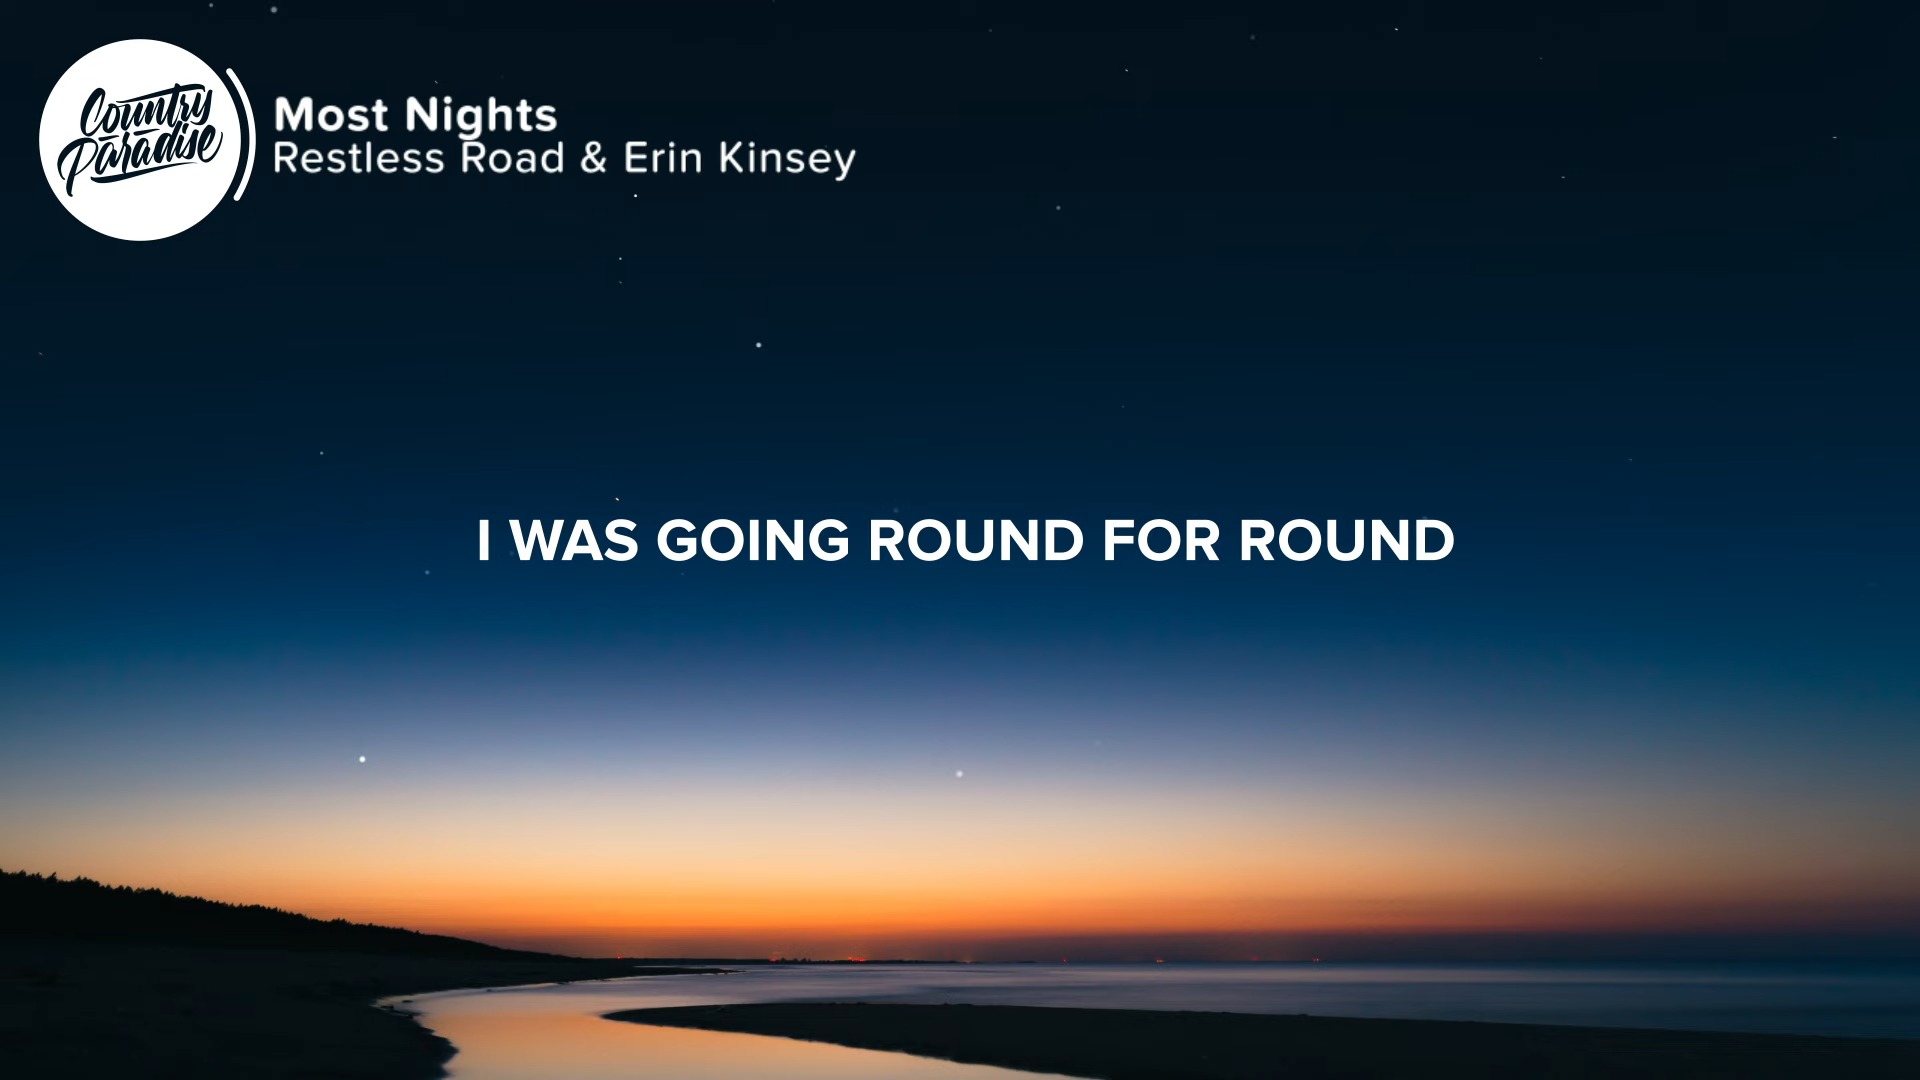 Country
Paradise
Most Nights
Restless Road & Erin Kinsey
I WAS GOING ROUND FOR ROUND